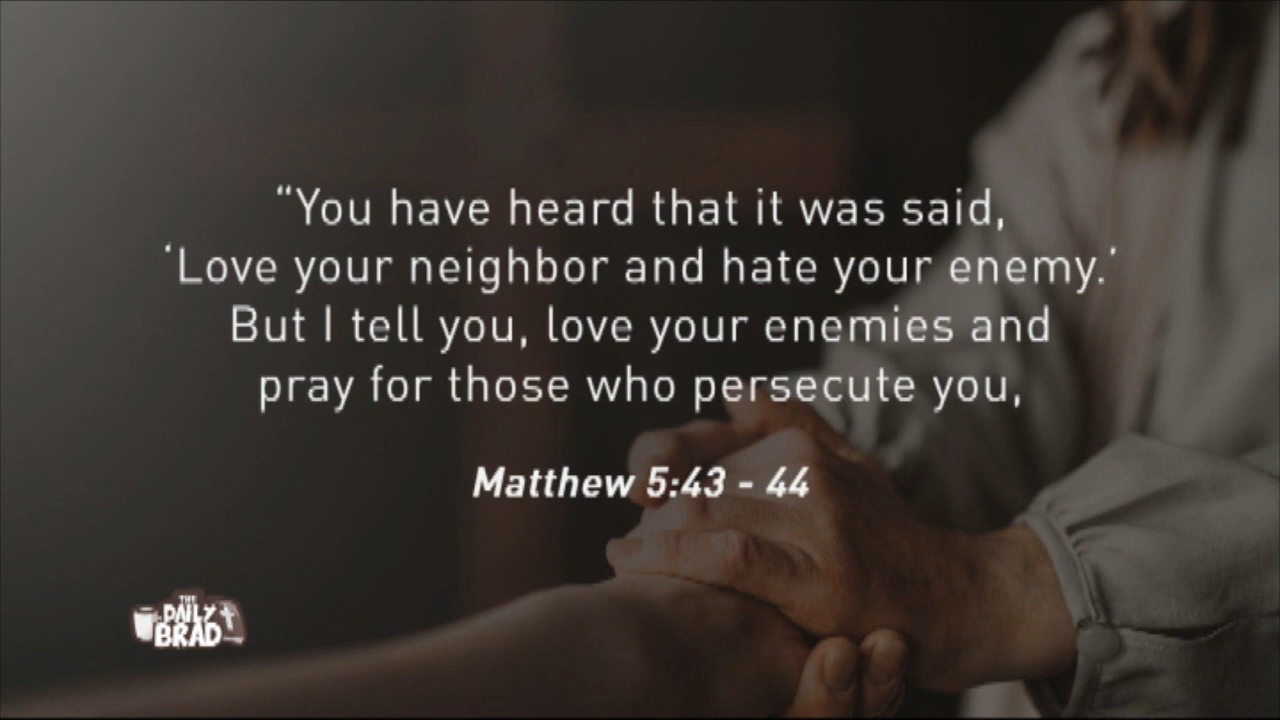 “You have heard that it was said,
‘Love your neighbor and hate your enemy.’
But I tell you, love your enemies and
pray for those who persecute you,
Matthew 5:43 - 44
THE
DAILY
BRAD